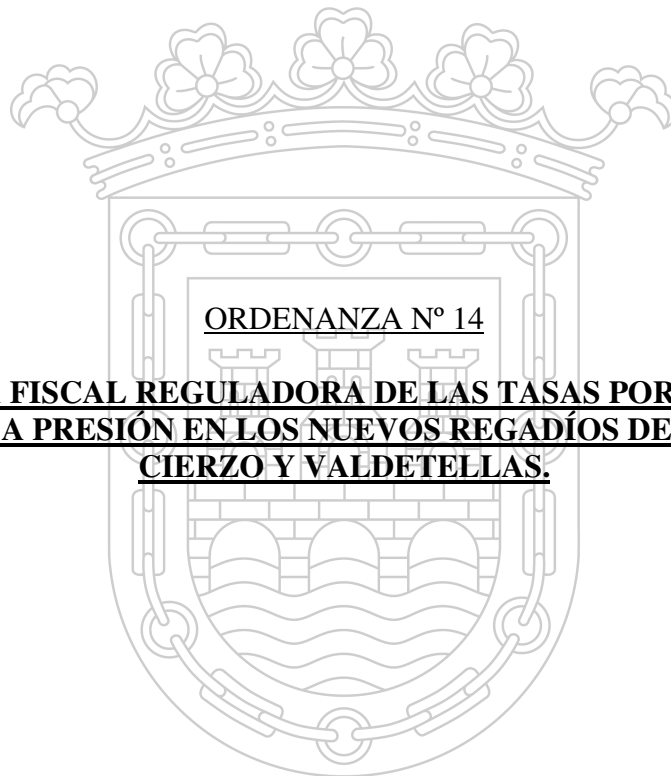 ORDENANZA Nº 14
FISCAL REGULADORA DE LAS TASAS POR
A PRESIÓN EN LOS NUEVOS REGADÍOS DE
CIERZO Y VALDETELLAS.